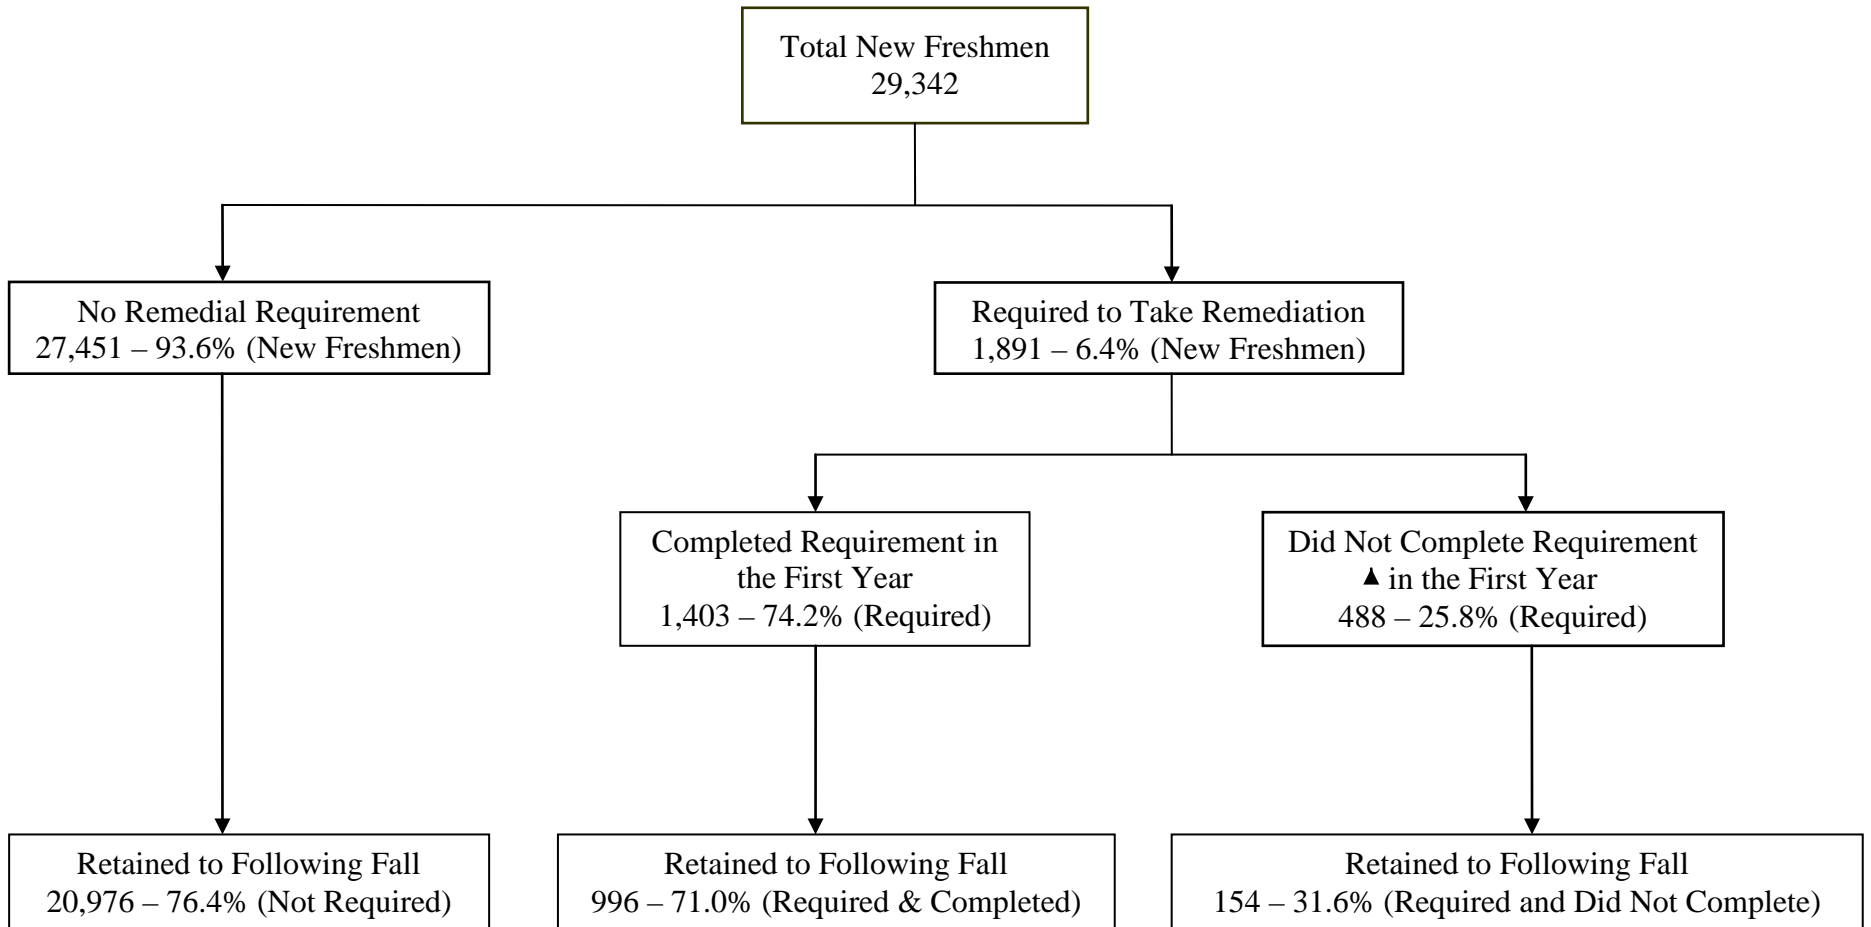 Total New Freshmen
29,342
No Remedial Requirement
27,451 – 93.6% (New Freshmen)
Required to Take Remediation
1,891 – 6.4% (New Freshmen)
Completed Requirement in
the First Year
1,403 – 74.2% (Required)
Did Not Complete Requirement
in the First Year
488 – 25.8% (Required)
Retained to Following Fall
20,976 – 76.4% (Not Required)
Retained to Following Fall
996 – 71.0% (Required & Completed)
Retained to Following Fall
154 – 31.6% (Required and Did Not Complete)